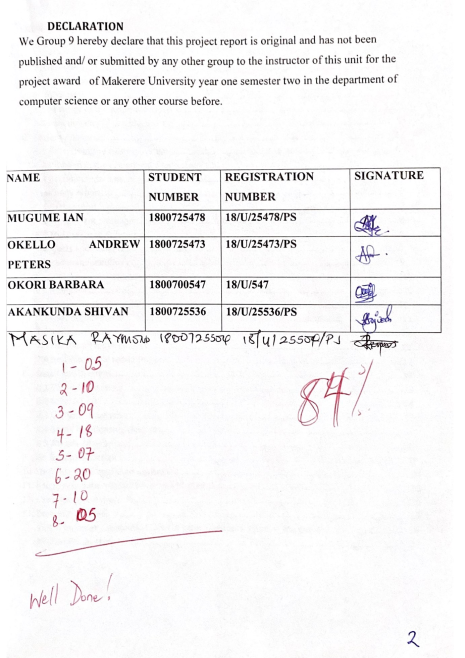 DECLARATION
We Group 9 hereby declare that this project report is original and has not been
published and/ or submitted by any other group to the instructor of this unit for the
project award of Makerere University year one semester two in the department of
computer science or any other course before.
NAME STUDENT NUMBER REGISTRATION NUMBER SIGNATURE
MUGUME IAN 1800725478 18/U/25478/PS
OKELLO ANDREW PETERS 1800725473 18/U/25473/PS
OKORI BARBARA 1800700547 18/U/547
AKANKUNDA SHIVAN 1800725536 18/U/25536/PS
MASIKA RAYMOND 1800725504 18/U/25504/PS
1 - 05
2 - 10
3 - 09
4 - 18
5 - 07
6 - 20
7 - 10
8 - 05
84%
Well Done!
2